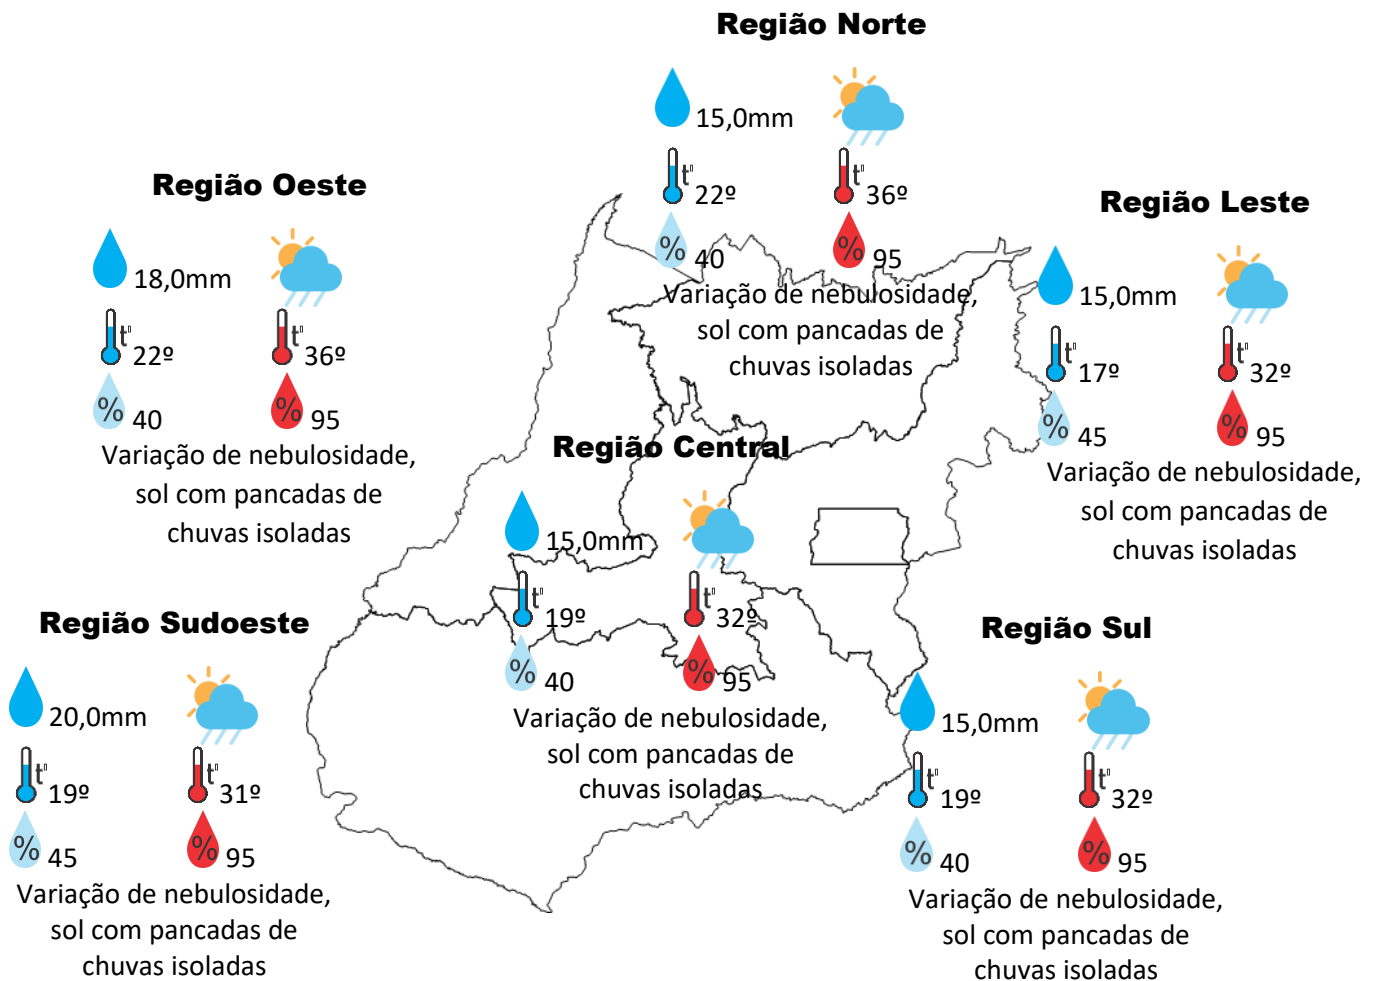 Região Norte
15,0mm
t°
22º
t°
36º
%
40
%
95
Variação de nebulosidade,
sol com pancadas de
chuvas isoladas
Região Oeste
18,0mm
t°
22º
t°
36º
%
40
%
95
Variação de nebulosidade,
sol com pancadas de
chuvas isoladas
Região Leste
15,0mm
t°
17º
t°
32º
%
45
%
95
Variação de nebulosidade,
sol com pancadas de
chuvas isoladas
Região Central
15,0mm
t°
19º
t°
32º
%
40
%
95
Variação de nebulosidade,
sol com pancadas de
chuvas isoladas
Região Sudoeste
20,0mm
t°
19º
t°
31º
%
45
%
95
Variação de nebulosidade,
sol com pancadas de
chuvas isoladas
Região Sul
15,0mm
t°
19º
t°
32º
%
40
%
95
Variação de nebulosidade,
sol com pancadas de
chuvas isoladas